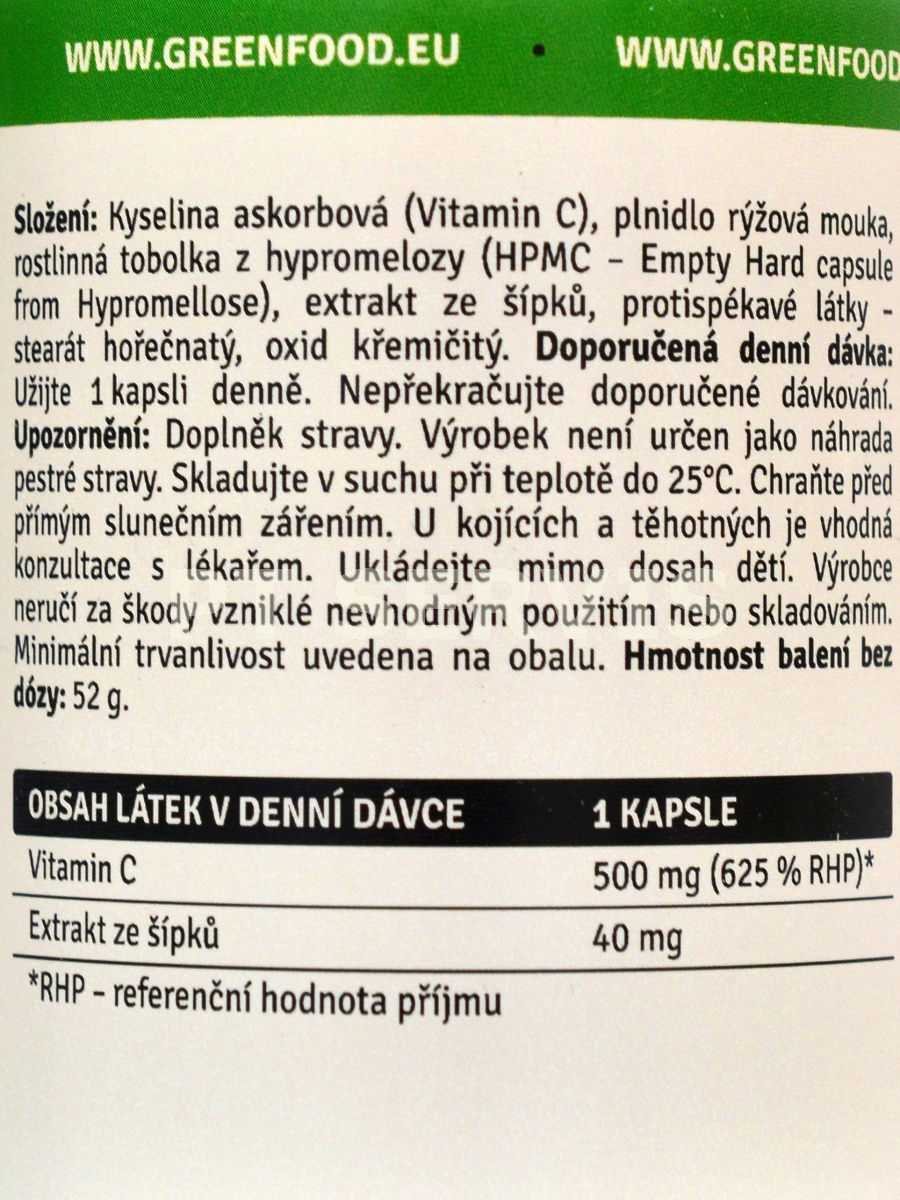 WWW.GREENFOOD.EU • WWW.GREENFOOD
Složení: Kyselina askorbová (Vitamin C), plnidlo rýžová mouka,
rostlinná tobolka z hypromelozy (HPMC – Empty Hard capsule
from Hypromellose), extrakt ze šípků, protispékavé látky -
stearát hořečnatý, oxid křemičitý. Doporučená denní dávka:
Užijte 1 kapsli denně. Nepřekračujte doporučené dávkování.
Upozornění: Doplněk stravy. Výrobek není určen jako náhrada
pestré stravy. Skladujte v suchu při teplotě do 25°C. Chraňte před
přímým slunečním zářením. U kojících a těhotných je vhodná
konzultace s lékařem. Ukládejte mimo dosah dětí. Výrobce
neručí za škody vzniklé nevhodným použitím nebo skladováním.
Minimální trvanlivost uvedena na obalu. Hmotnost balení bez
dózy: 52 g.
OBSAH LÁTEK V DENNÍ DÁVCE 1 KAPSLE
Vitamin C 500 mg (625 % RHP)*
Extrakt ze šípků 40 mg
*RHP – referenční hodnota příjmu